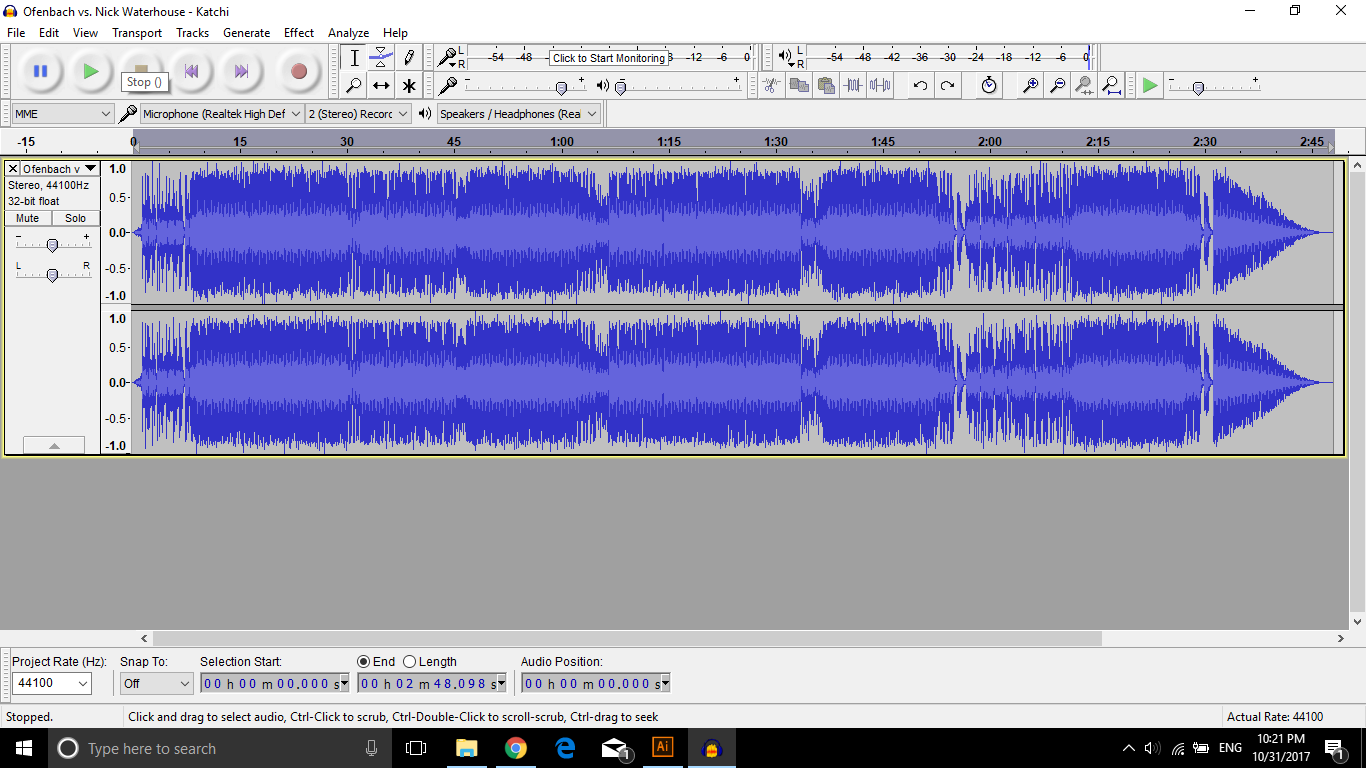 Ofenbach vs. Nick Waterhouse - Katchi
File Edit View Transport Tracks Generate Effect Analyze Help
L
R
-54 -48 Click to Start Monitoring -12 -6 0
L
R
-54 -48 -42 -36 -30 -24 -18 -12 -6 0
Stop ()
- +
- +
- +
MME
Microphone (Realtek High Def
2 (Stereo) Record
Speakers / Headphones (Rea
-15 0 15 30 45 1:00 1:15 1:30 1:45 2:00 2:15 2:30 2:45
Ofenbach v
Stereo, 44100Hz
32-bit float
Mute Solo
- +
L R
1.0
0.5-
0.0-
-0.5-
-1.0
1.0
0.5-
0.0-
-0.5-
-1.0
Project Rate (Hz): Snap To: Selection Start: End Length Audio Position:
44100 Off 00 h 00 m 00.000 s 00 h 02 m 48.098 s 00 h 00 m 00.000 s
Stopped. Click and drag to select audio, Ctrl-Click to scrub, Ctrl-Double-Click to scroll-scrub, Ctrl-drag to seek Actual Rate: 44100
Type here to search
1
Ai
ENG
10:21 PM
10/31/2017
1